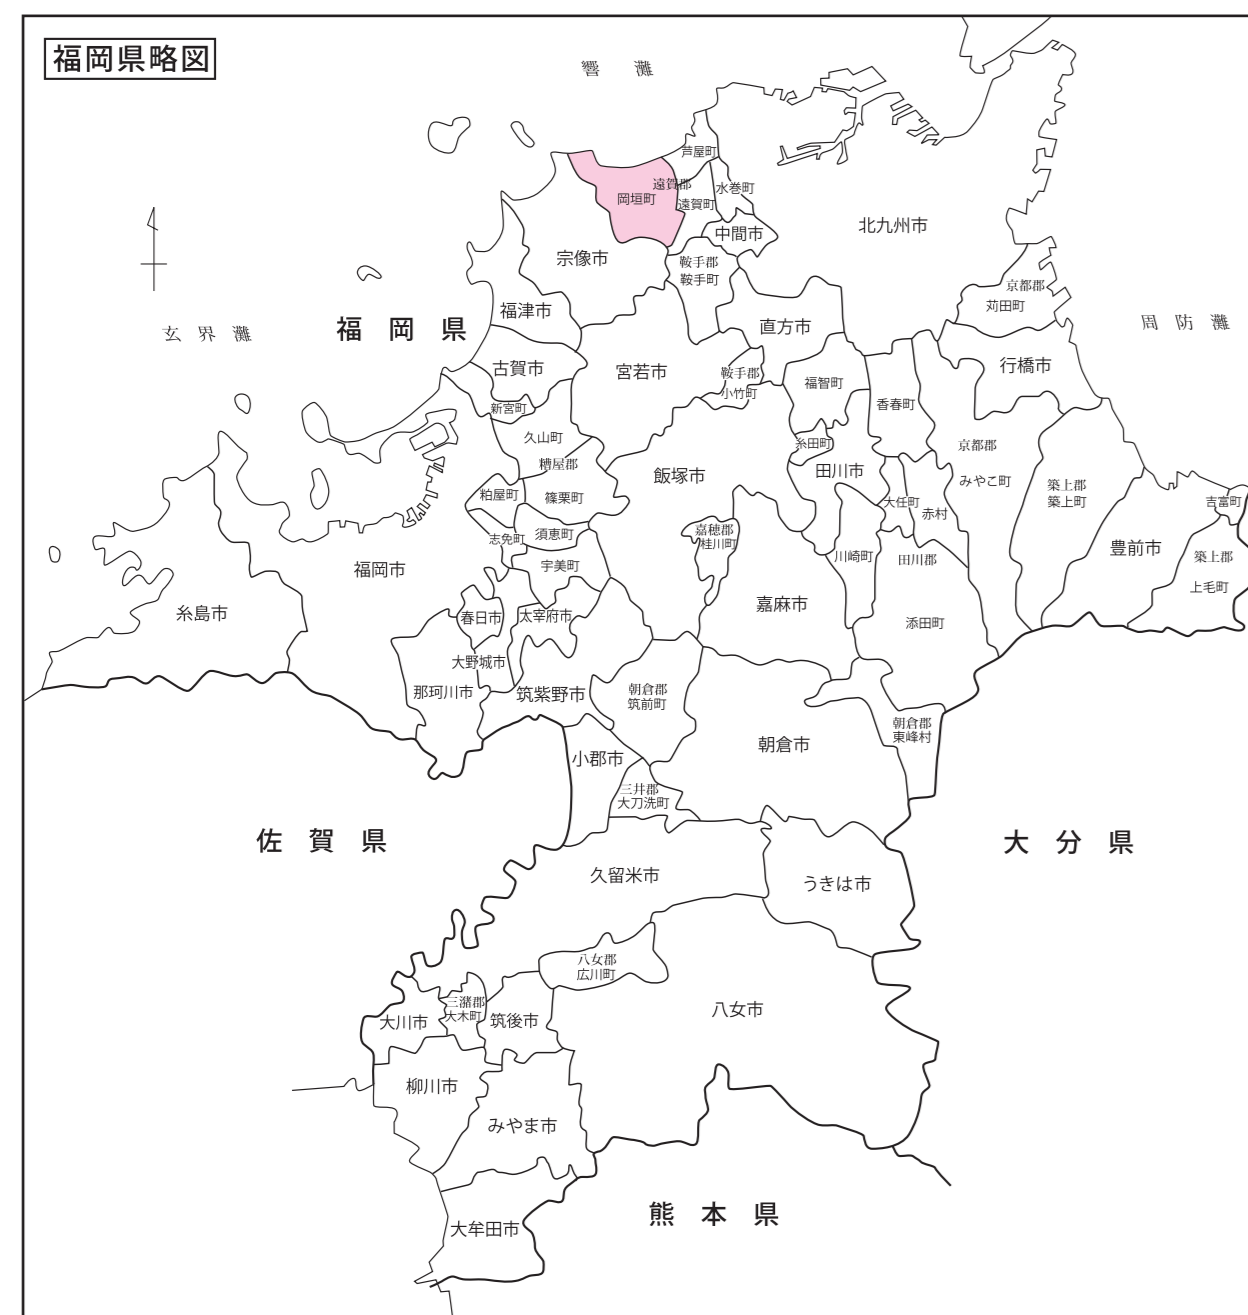 福岡県略図
響灘
芦屋町
遠賀郡
岡垣町
遠賀町
水巻町
中間市
北九州市
宗像市
鞍手郡
鞍手町
京都郡
苅田町
福津市
玄界灘
福岡県
直方市
周防灘
古賀市
宮若市
鞍手郡
小竹町
福智町
行橋市
新宮町
香春町
久山町
糟屋郡
糸田町
京都郡
みやこ町
飯塚市
田川市
粕屋町
篠栗町
大任町
赤村
築上郡
築上町
吉富町
志免町
須恵町
嘉穂郡
桂川町
豊前市
福岡市
宇美町
川崎町
田川郡
築上郡
上毛町
糸島市
春日市
太宰府市
嘉麻市
添田町
大野城市
那珂川市
筑紫野市
朝倉郡
筑前町
朝倉郡
東峰村
朝倉市
小郡市
三井郡
大刀洗町
佐賀県
大分県
久留米市
うきは市
八女郡
広川町
三潴郡
大木町
大川市
筑後市
八女市
柳川市
みやま市
熊本県
大牟田市